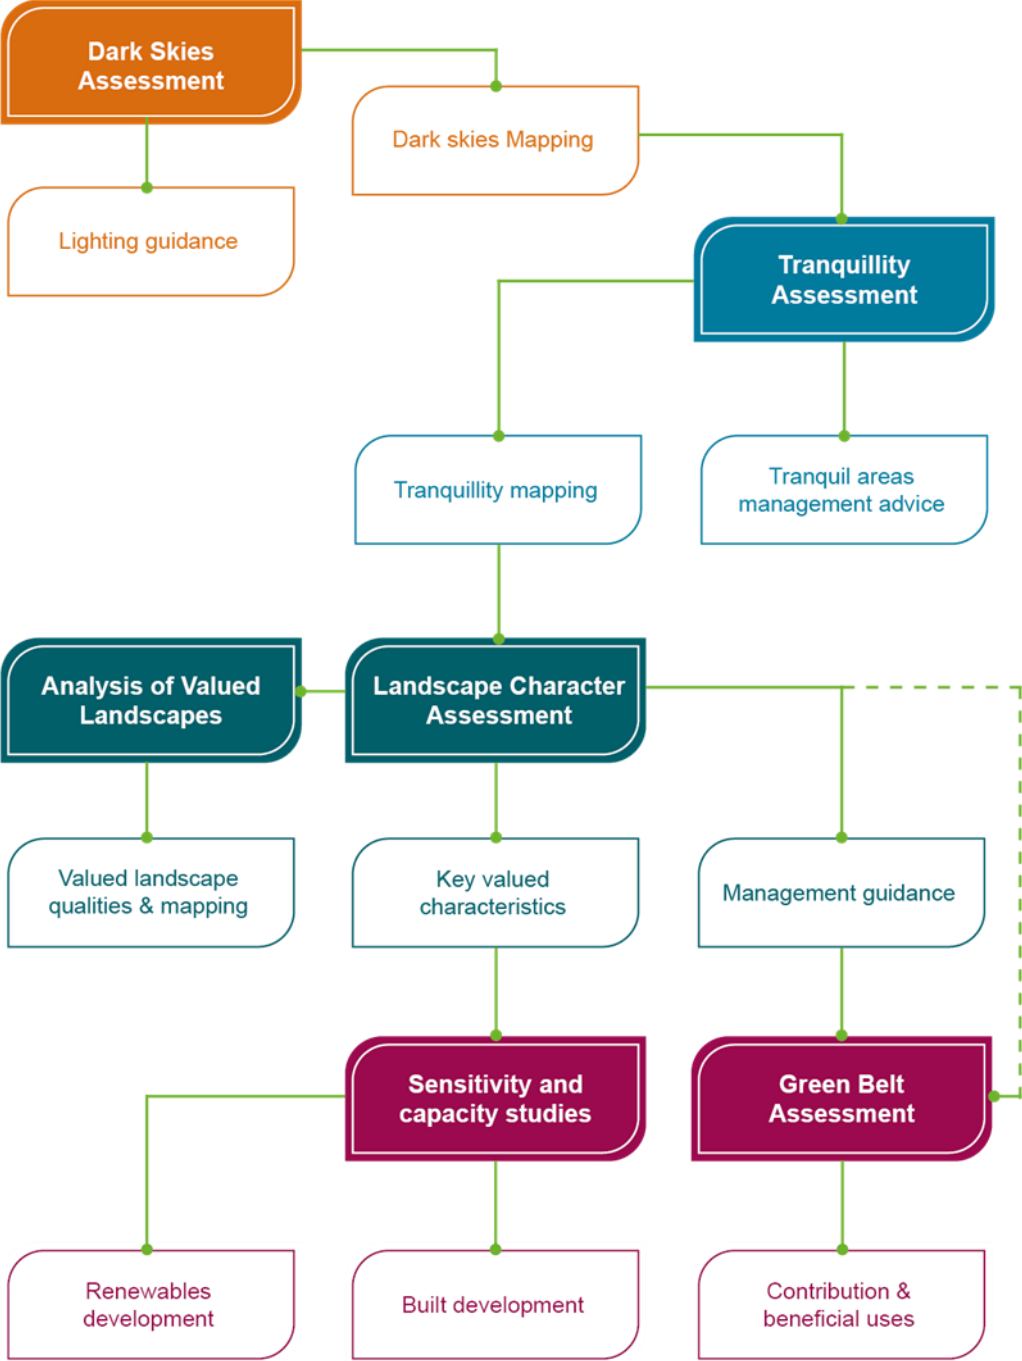 Dark Skies
Assessment
Dark skies Mapping
Lighting guidance
Tranquillity
Assessment
Tranquillity mapping
Tranquil areas
management advice
Analysis of Valued
Landscapes
Landscape Character
Assessment
Valued landscape
qualities & mapping
Key valued
characteristics
Management guidance
Sensitivity and
capacity studies
Green Belt
Assessment
Renewables
development
Built development
Contribution &
beneficial uses